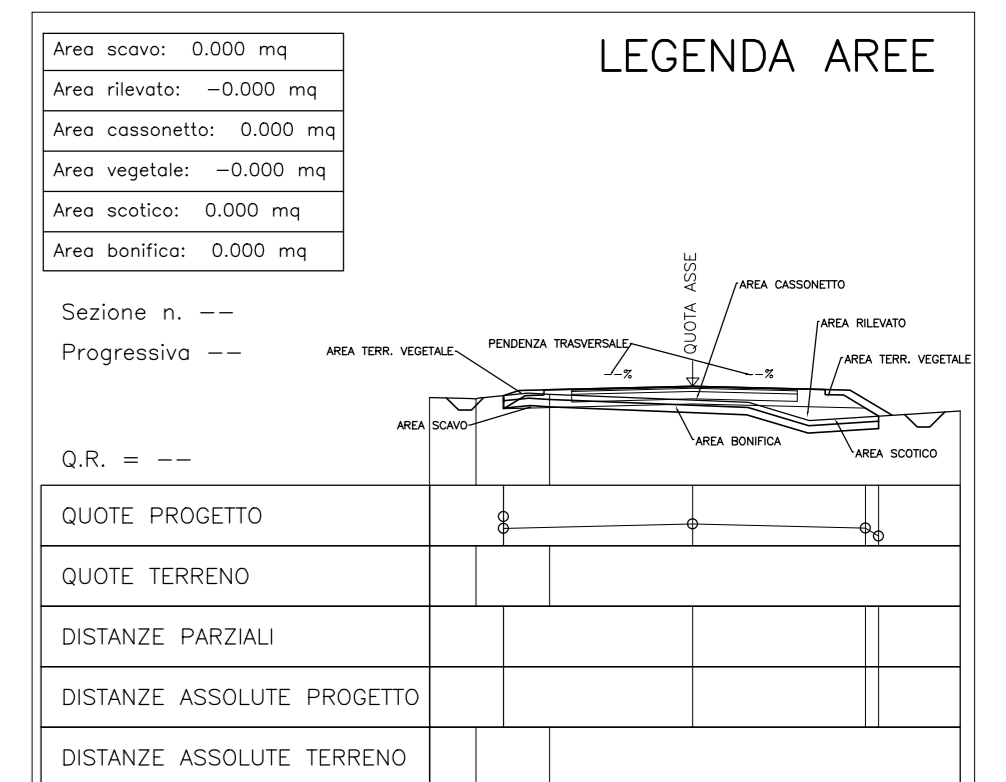 LEGENDA AREE
Area scavo: 0.000 mq
Area rilevato: −0.000 mq
Area cassonetto: 0.000 mq
Area vegetale: −0.000 mq
Area scotico: 0.000 mq
Area bonifica: 0.000 mq
Sezione n. −−
Progressiva −−
Q.R. = −−
QUOTA ASSE
AREA CASSONETTO
AREA RILEVATO
PENDENZA TRASVERSALE
AREA TERR. VEGETALE
AREA TERR. VEGETALE
−−%
−−%
AREA SCAVO
AREA BONIFICA
AREA SCOTICO
QUOTE PROGETTO
QUOTE TERRENO
DISTANZE PARZIALI
DISTANZE ASSOLUTE PROGETTO
DISTANZE ASSOLUTE TERRENO